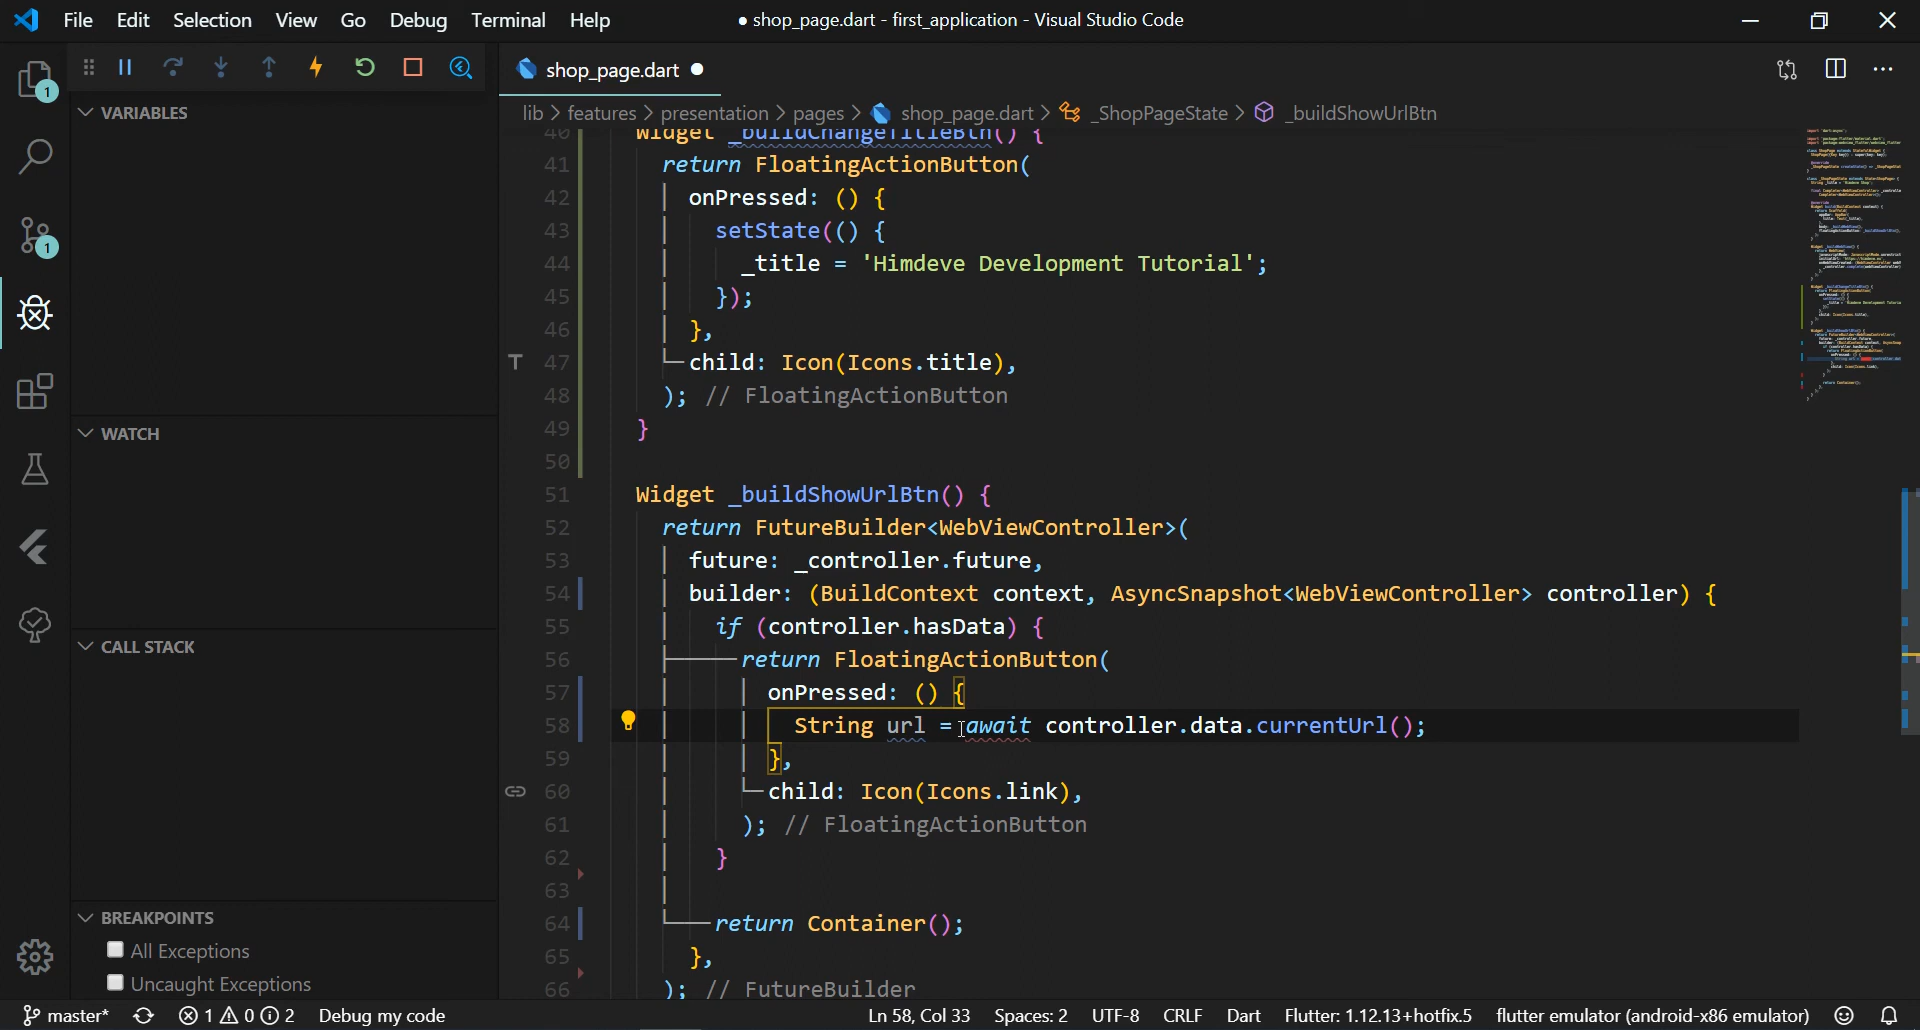 File Edit Selection View Go Debug Terminal Help
● shop_page.dart - first_application - Visual Studio Code
1
shop_page.dart
VARIABLES
lib > features > presentation > pages > shop_page.dart > _ShopPageState > _buildShowUrlBtn
40 Widget _buildChangeTitleBtn() {
41 return FloatingActionButton(
42 onPressed: () {
43 setState(() {
44 _title = 'Himdeve Development Tutorial';
45 });
46 },
47 child: Icon(Icons.title),
48 ); // FloatingActionButton
49 }
50
51 Widget _buildShowUrlBtn() {
52 return FutureBuilder<WebViewController>(
53 future: _controller.future,
54 builder: (BuildContext context, AsyncSnapshot<WebViewController> controller) {
55 if (controller.hasData) {
56 return FloatingActionButton(
57 onPressed: () {
58 String url = await controller.data.currentUrl();
59 },
60 child: Icon(Icons.link),
61 ); // FloatingActionButton
62 }
63
64 return Container();
65 },
66 ); // FutureBuilder
1
WATCH
CALL STACK
BREAKPOINTS
All Exceptions
Uncaught Exceptions
master* 1 0 2 Debug my code
Ln 58, Col 33 Spaces: 2 UTF-8 CRLF Dart Flutter: 1.12.13+hotfix.5 flutter emulator (android-x86 emulator)